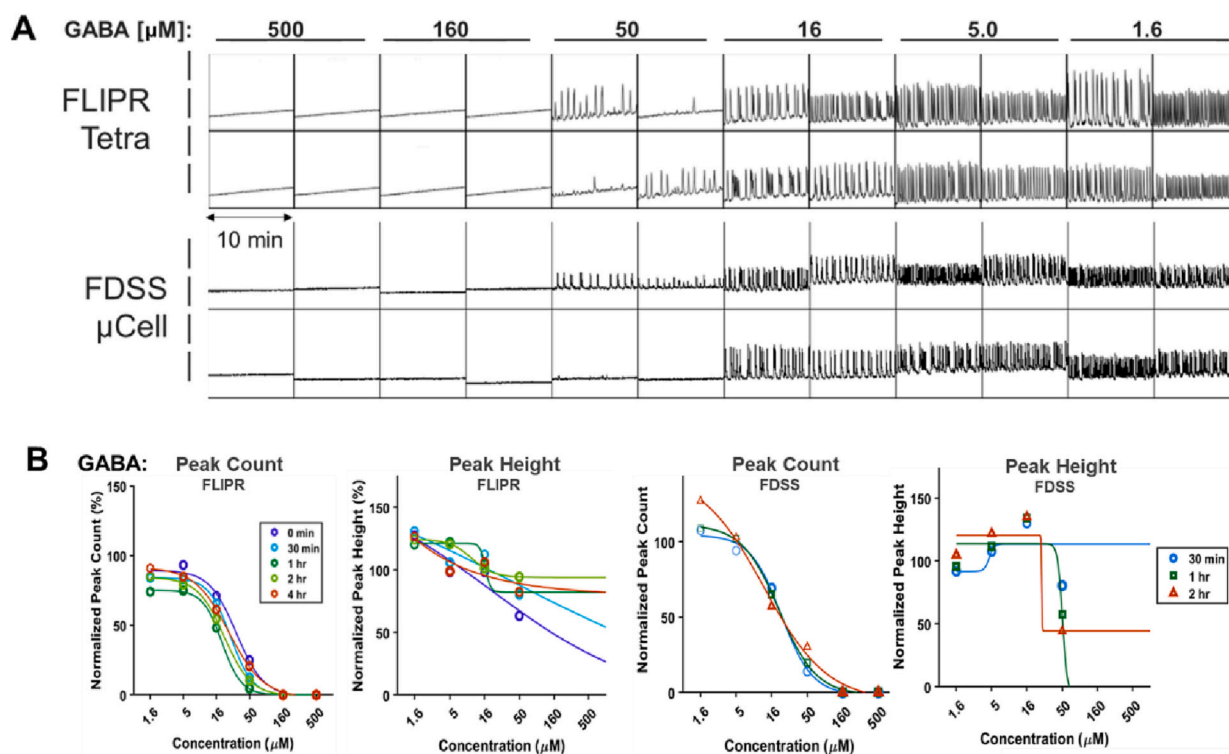 A
GABA [µM]: 500 160 50 16 5.0 1.6
FLIPR
Tetra
10 min
FDSS
µCell
B
GABA:
Peak Count
FLIPR
Normalized Peak Count (%)
150
100
50
0
1.6 5 16 50 160 500
Concentration (µM)
0 min
30 min
1 hr
2 hr
4 hr
Peak Height
FLIPR
Normalized Peak Height (%)
150
100
50
0
1.6 5 16 50 160 500
Concentration (µM)
Peak Count
FDSS
Normalized Peak Count
100
50
0
1.6 5 16 50 160 500
Concentration (µM)
Peak Height
FDSS
Normalized Peak Height
150
100
50
0
1.6 5 16 50 160 500
Concentration (µM)
30 min
1 hr
2 hr